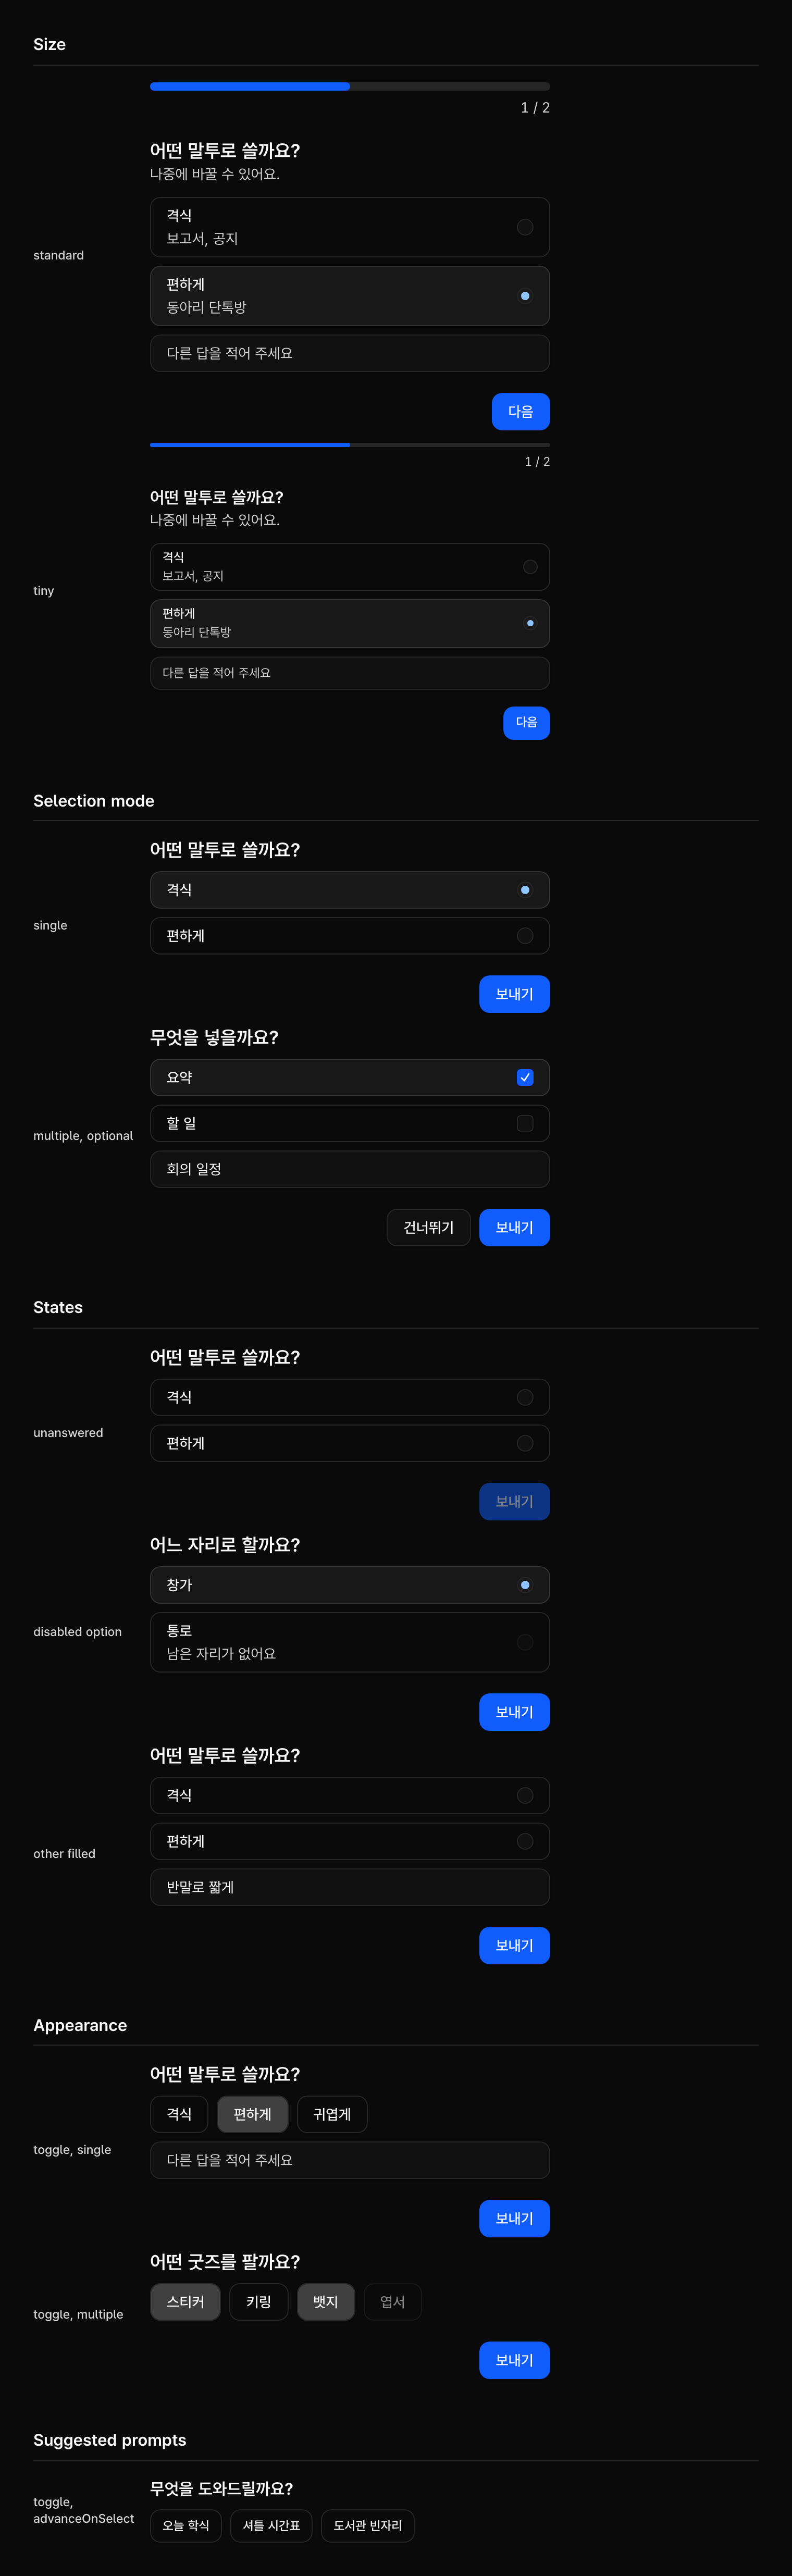 Size
1 / 2
어떤 말투로 쓸까요?
나중에 바꿀 수 있어요.
격식
보고서, 공지
standard
편하게
동아리 단톡방
다른 답을 적어 주세요
다음
1 / 2
어떤 말투로 쓸까요?
나중에 바꿀 수 있어요.
격식
보고서, 공지
tiny
편하게
동아리 단톡방
다른 답을 적어 주세요
다음
Selection mode
어떤 말투로 쓸까요?
격식
single
편하게
보내기
무엇을 넣을까요?
요약
할 일
multiple, optional
회의 일정
건너뛰기 보내기
States
어떤 말투로 쓸까요?
격식
unanswered
편하게
보내기
어느 자리로 할까요?
창가
disabled option
통로
남은 자리가 없어요
보내기
어떤 말투로 쓸까요?
격식
편하게
other filled
반말로 짧게
보내기
Appearance
어떤 말투로 쓸까요?
격식 편하게 귀엽게
toggle, single
다른 답을 적어 주세요
보내기
어떤 굿즈를 팔까요?
스티커 키링 뱃지 엽서
toggle, multiple
보내기
Suggested prompts
무엇을 도와드릴까요?
toggle,
advanceOnSelect
오늘 학식 셔틀 시간표 도서관 빈자리